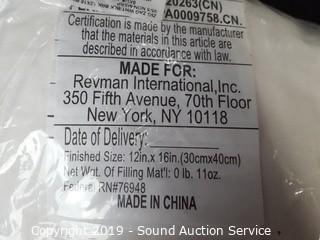 20263(CN)
A0009758.CN.
Certification is made by the manufacturer
that the materials in this article are
described in accordance with law.
MADE FOR:
Revman International,Inc.
350 Fifth Avenue, 70th Floor
New York, NY 10118
Date of Delivery:
Finished Size: 12in.x 16in.(30cmx40cm)
Net Wgt. Of Filling Mat'l: 0 lb. 11oz.
Federal RN#76948
MADE IN CHINA
Copyright 2019 - Sound Auction Service